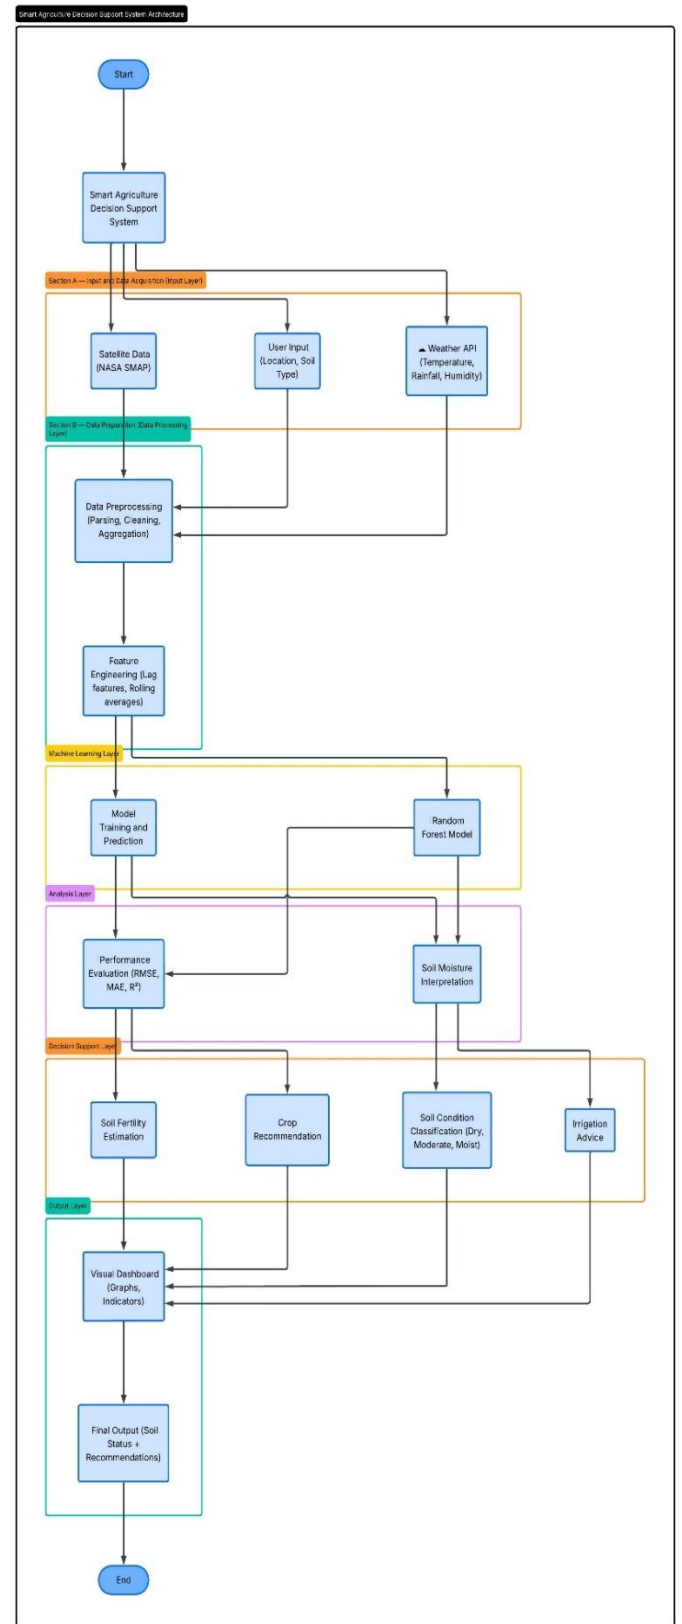 Smart Agriculture Decision Support System Architecture
Start
Smart Agriculture
Decision Support
System
Section A — Input and Data Acquisition (Input Layer)
Satellite Data
(NASA SMAP)
User Input
(Location, Soil
Type)
☁ Weather API
(Temperature,
Rainfall, Humidity)
Section B — Data Preparation (Data Processing
Layer)
Data Preprocessing
(Parsing, Cleaning,
Aggregation)
Feature
Engineering (Lag
features, Rolling
averages)
Machine Learning Layer
Model
Training and
Prediction
Random
Forest Model
Analysis Layer
Performance
Evaluation (RMSE,
MAE, R²)
Soil Moisture
Interpretation
Decision Support Layer
Soil Fertility
Estimation
Crop
Recommendation
Soil Condition
Classification (Dry,
Moderate, Moist)
Irrigation
Advice
Output Layer
Visual Dashboard
(Graphs,
Indicators)
Final Output (Soil
Status +
Recommendations)
End